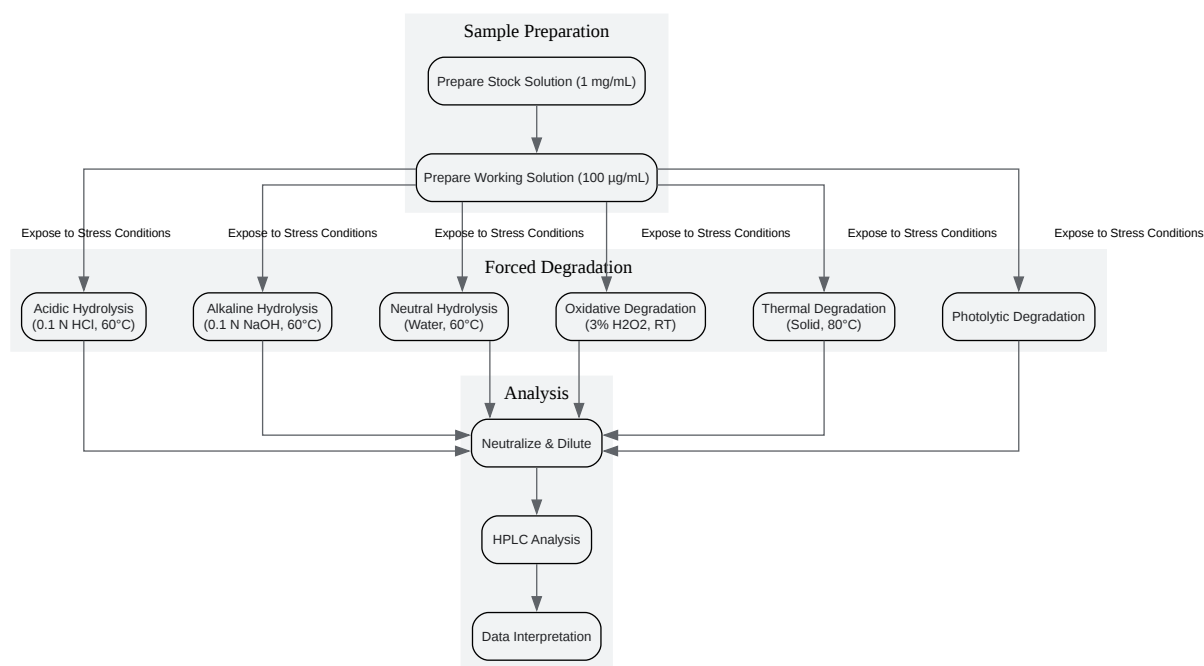 Sample Preparation
Prepare Stock Solution (1 mg/mL)
Prepare Working Solution (100 µg/mL)
Expose to Stress Conditions
Expose to Stress Conditions
Expose to Stress Conditions
Expose to Stress Conditions
Expose to Stress Conditions
Expose to Stress Conditions
Forced Degradation
Acidic Hydrolysis
(0.1 N HCl, 60°C)
Alkaline Hydrolysis
(0.1 N NaOH, 60°C)
Neutral Hydrolysis
(Water, 60°C)
Oxidative Degradation
(3% H2O2, RT)
Thermal Degradation
(Solid, 80°C)
Photolytic Degradation
Analysis
Neutralize & Dilute
HPLC Analysis
Data Interpretation